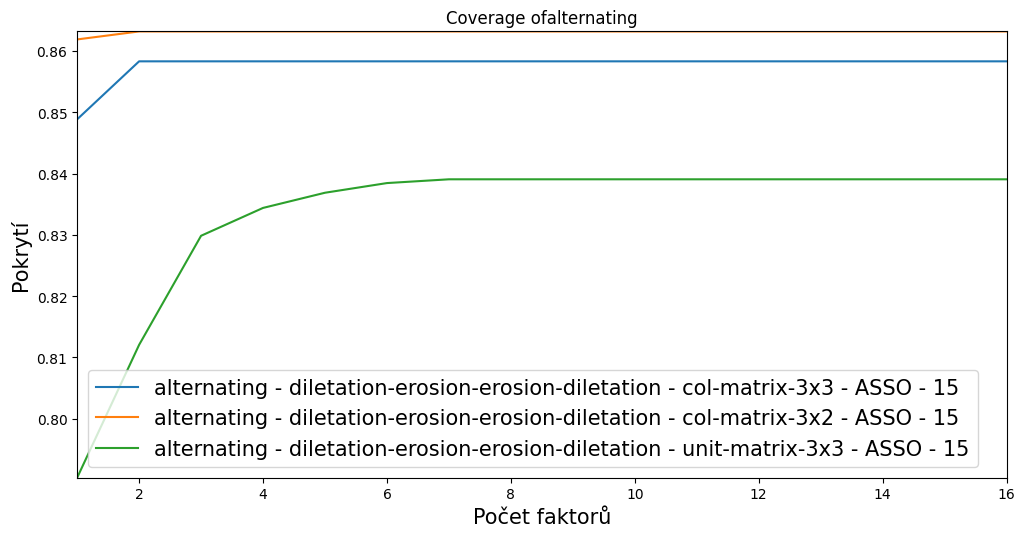 Coverage ofalternating
0.86
0.85
0.84
0.83
0.82
0.81
0.80
Pokrytí
alternating - diletation-erosion-erosion-diletation - col-matrix-3x3 - ASSO - 15
alternating - diletation-erosion-erosion-diletation - col-matrix-3x2 - ASSO - 15
alternating - diletation-erosion-erosion-diletation - unit-matrix-3x3 - ASSO - 15
2 4 6 8 10 12 14 16
Počet faktorů